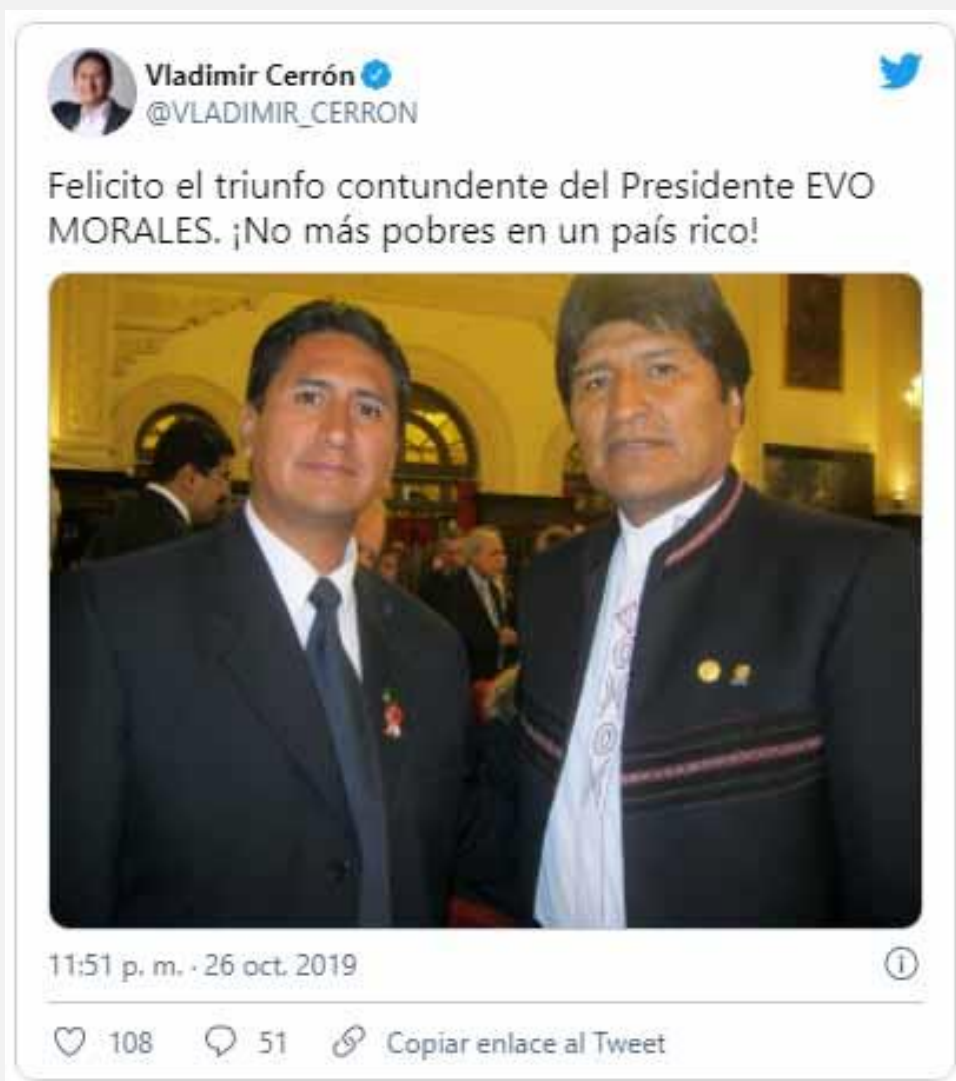 Vladimir Cerrón
@VLADIMIR_CERRON
Felicito el triunfo contundente del Presidente EVO
MORALES. ¡No más pobres en un país rico!
11:51 p. m. · 26 oct. 2019
108 51 Copiar enlace al Tweet